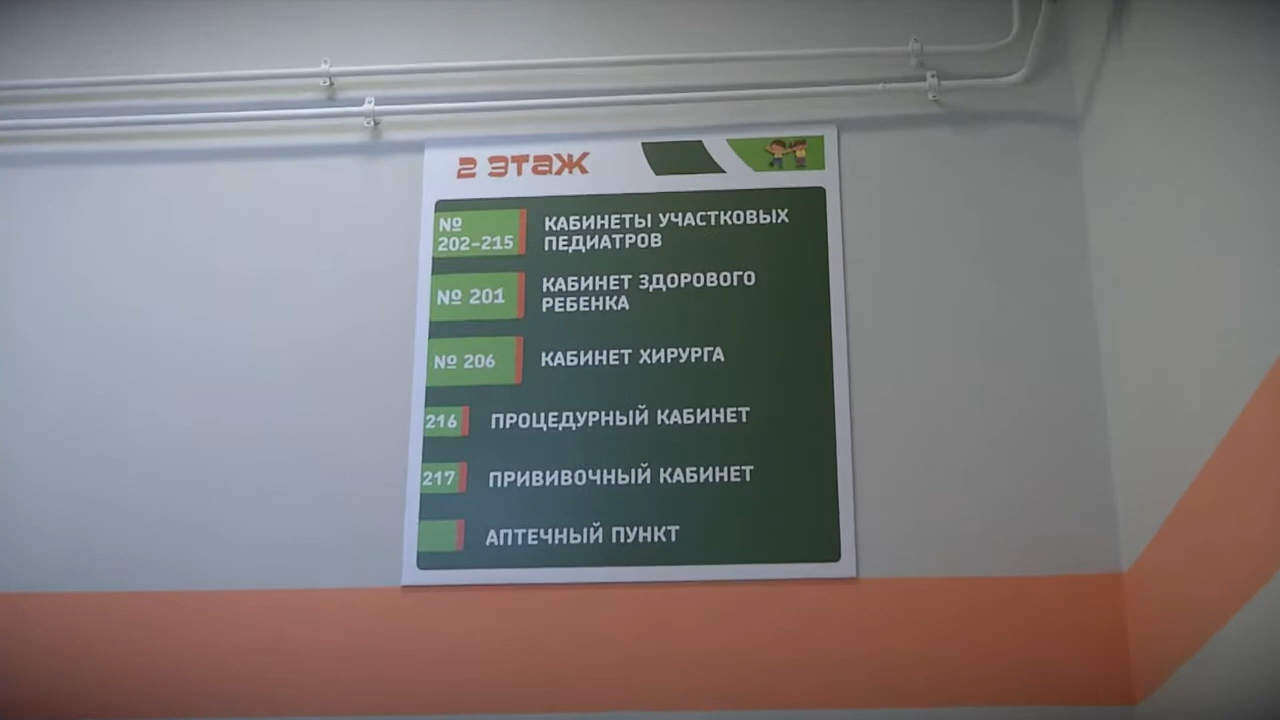 2 ЭТАЖ
№
202-215
КАБИНЕТЫ УЧАСТКОВЫХ
ПЕДИАТРОВ
№ 201
КАБИНЕТ ЗДОРОВОГО
РЕБЕНКА
№ 206
КАБИНЕТ ХИРУРГА
216
ПРОЦЕДУРНЫЙ КАБИНЕТ
217
ПРИВИВОЧНЫЙ КАБИНЕТ
АПТЕЧНЫЙ ПУНКТ